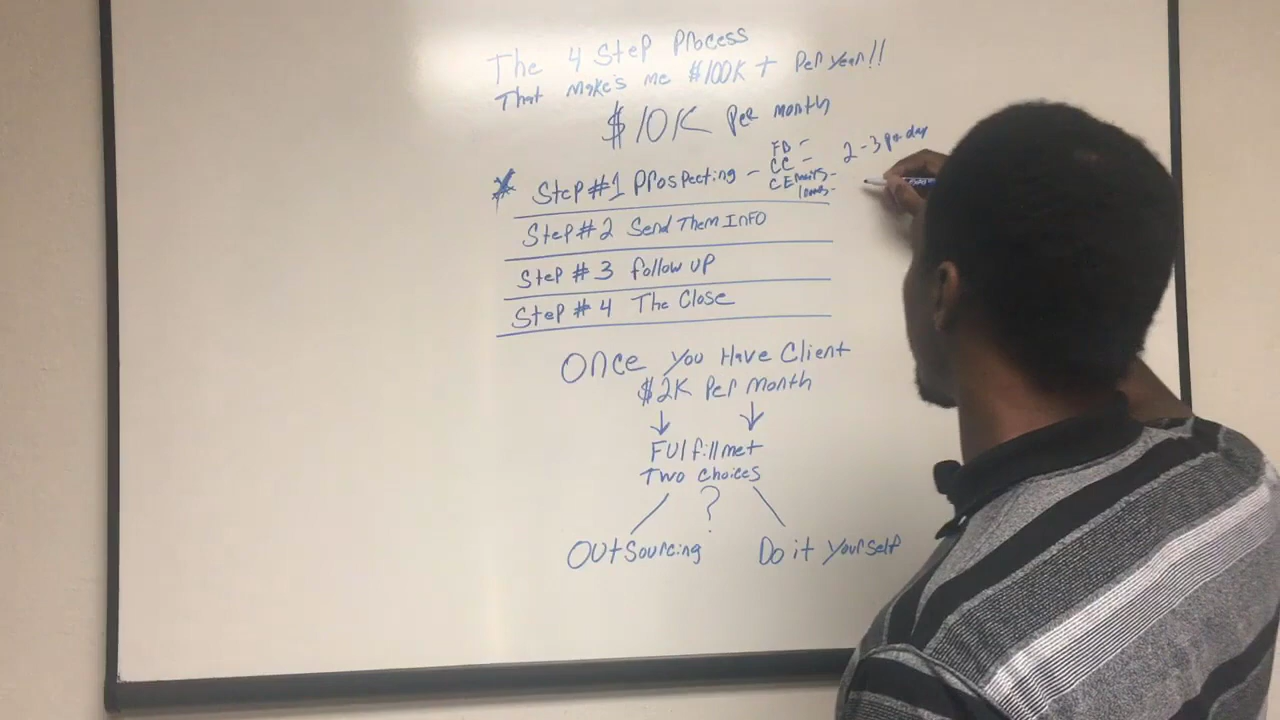 The 4 Step Process
That make's me $100K + Per year!!
$10K Per month
Step #1 Prospecting -
FB -
CC -
CEmails-
2-3 per day
Step #2 Send Them Info
Step #3 follow up
Step #4 The Close
Once you Have Client
$2K Per Month
Fulfillmet
Two choices
?
Outsourcing Do it yourself